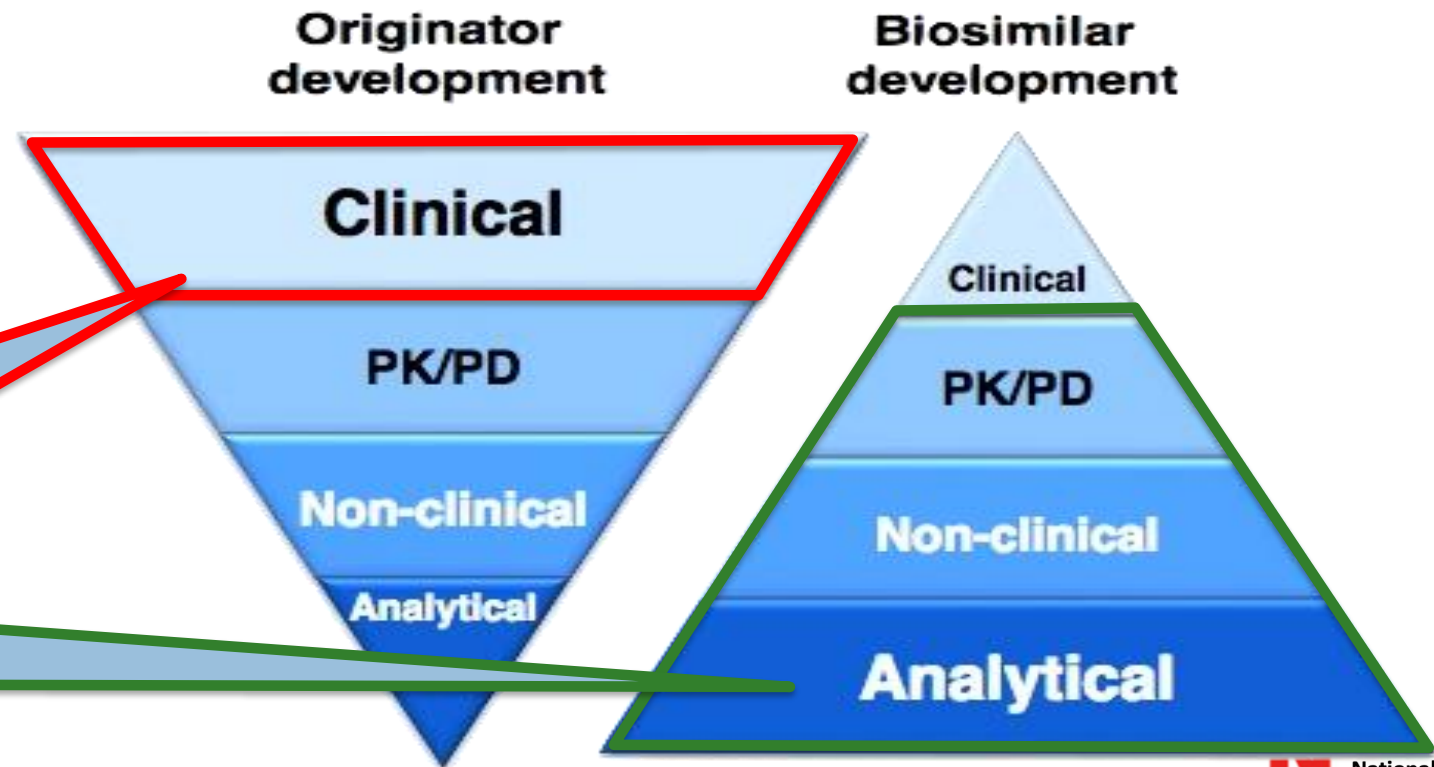 Originator
development
Clinical
PK/PD
Non-clinical
Analytical
Biosimilar
development
Clinical
PK/PD
Non-clinical
Analytical